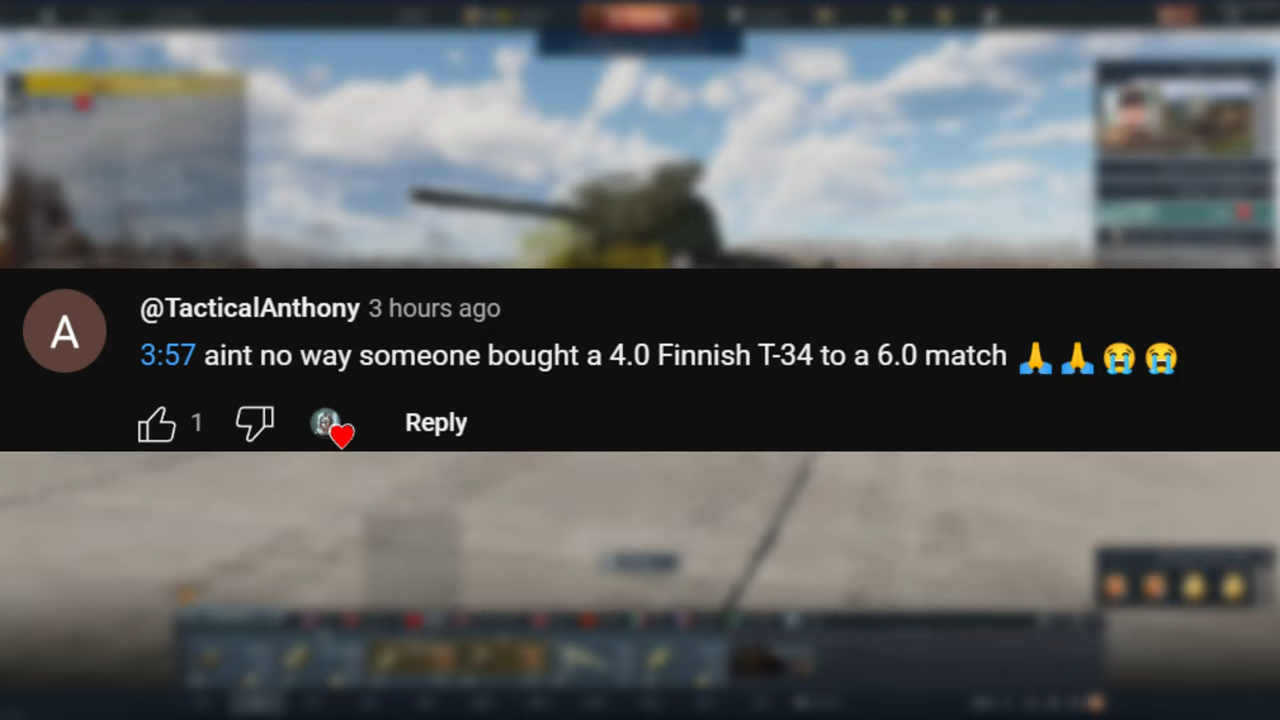 A
@TacticalAnthony 3 hours ago
3:57 aint no way someone bought a 4.0 Finnish T-34 to a 6.0 match 🙏🙏😭😭
1
Reply